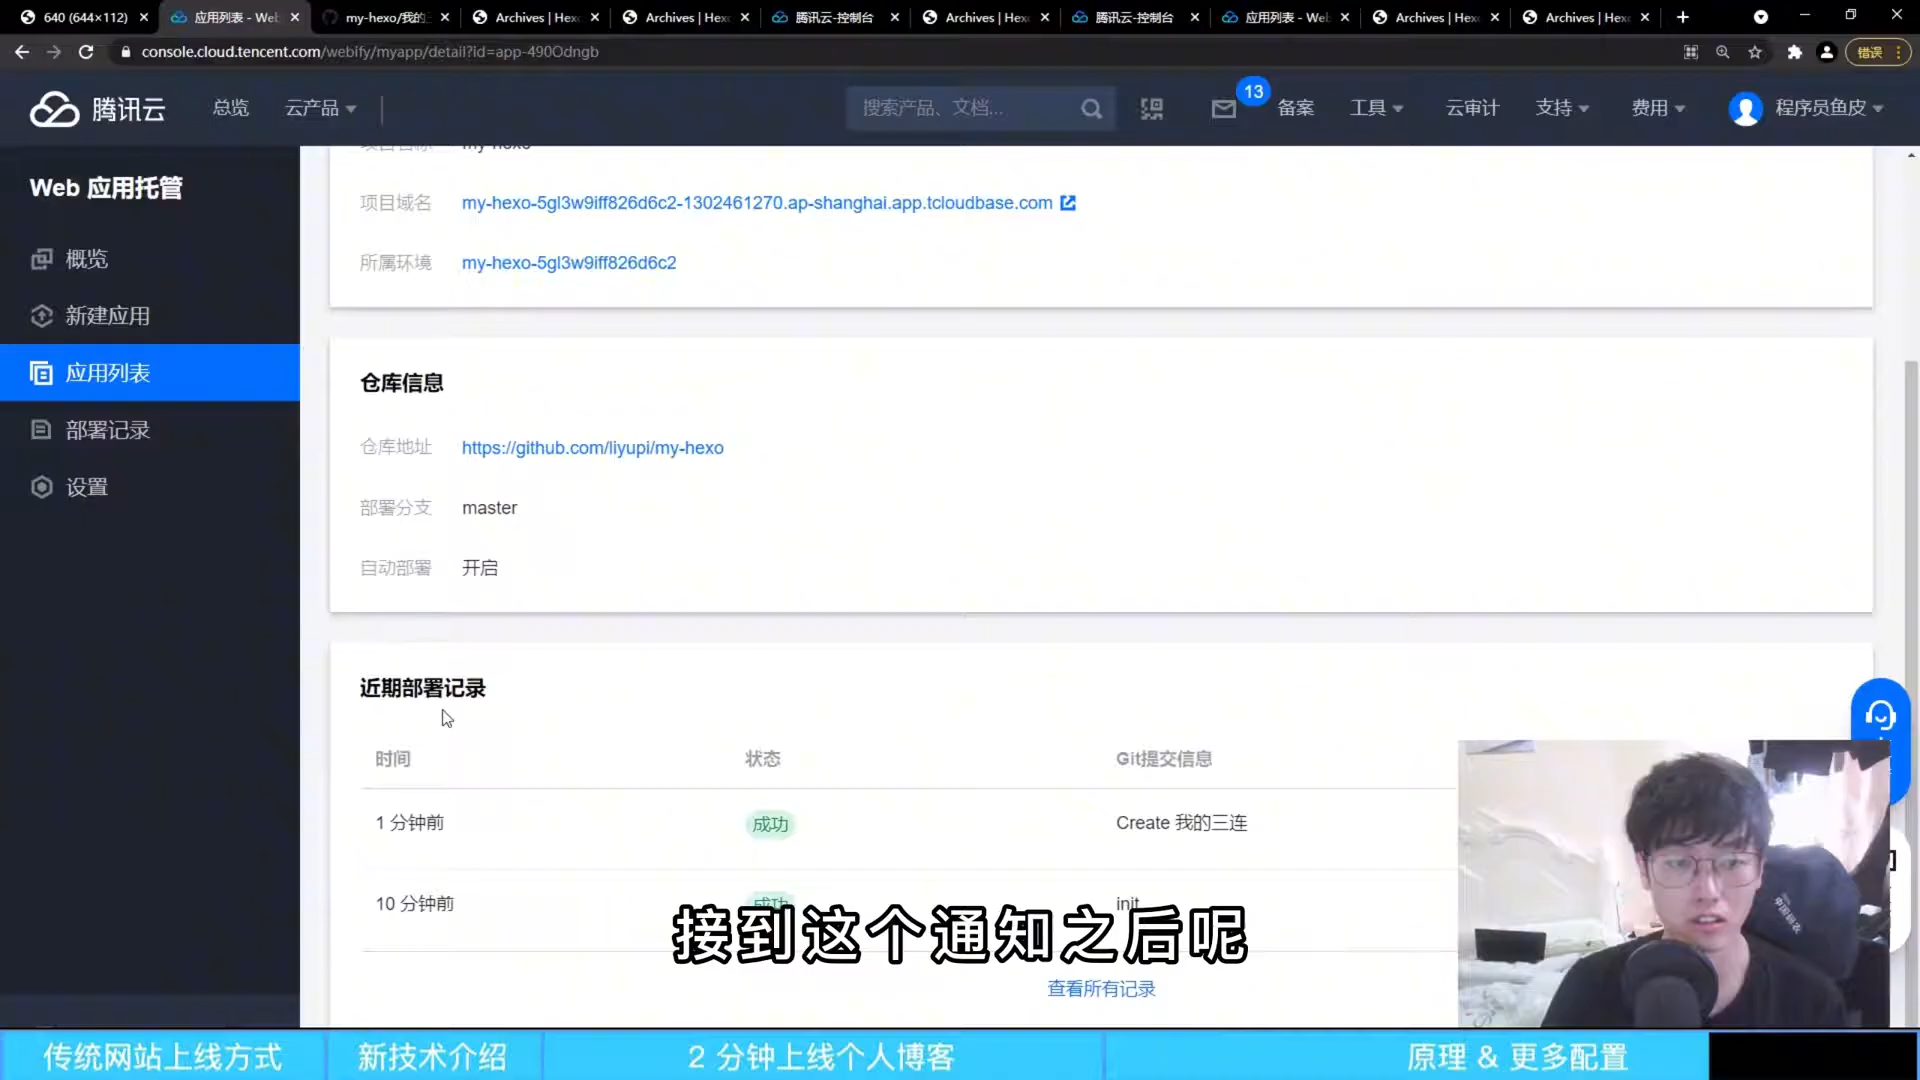 640 (644×112)
应用列表 - Web
my-hexo/我的三
Archives | Hexo
Archives | Hex
腾讯云-控制台
Archives | Hex
腾讯云-控制台
应用列表 - Web
Archives | Hex
Archives | Hex
console.cloud.tencent.com/webify/myapp/detail?id=app-490Odngb
错误
腾讯云
总览
云产品
搜索产品、文档...
13
备案
工具
云审计
支持
费用
程序员鱼皮
Web 应用托管
概览
新建应用
应用列表
部署记录
设置
项目名称 my-hexo
项目域名 my-hexo-5gl3w9iff826d6c2-1302461270.ap-shanghai.app.tcloudbase.com
所属环境 my-hexo-5gl3w9iff826d6c2
仓库信息
仓库地址 https://github.com/liyupi/my-hexo
部署分支 master
自动部署 开启
近期部署记录
时间 状态 Git提交信息
1 分钟前 成功 Create 我的三连
10 分钟前 成功 init
接到这个通知之后呢
查看所有记录
传统网站上线方式
新技术介绍
2 分钟上线个人博客
原理 & 更多配置